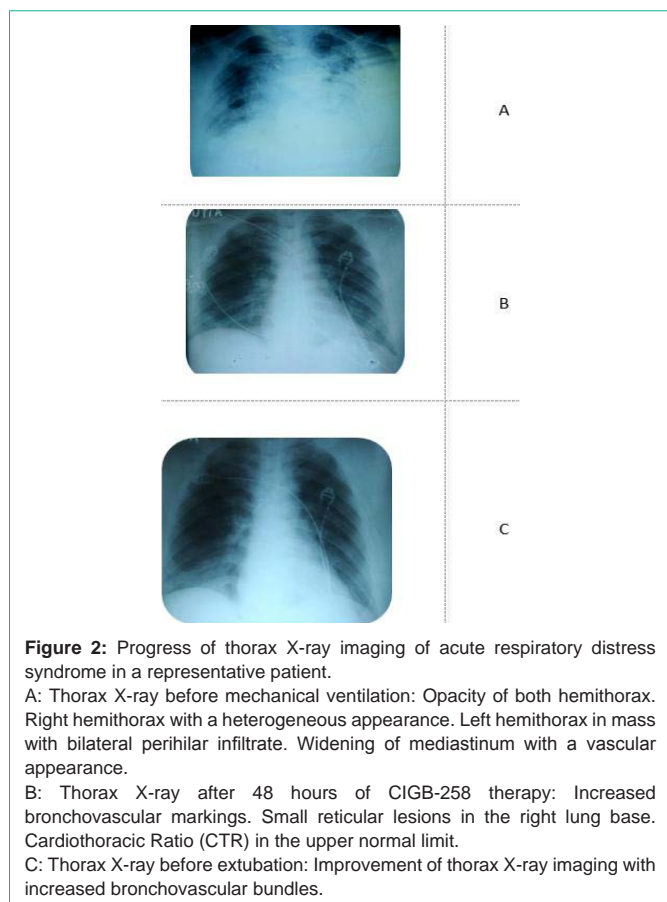 A
B
C
Figure 2: Progress of thorax X-ray imaging of acute respiratory distress
syndrome in a representative patient.
A: Thorax X-ray before mechanical ventilation: Opacity of both hemithorax.
Right hemithorax with a heterogeneous appearance. Left hemithorax in mass
with bilateral perihilar infiltrate. Widening of mediastinum with a vascular
appearance.
B: Thorax X-ray after 48 hours of CIGB-258 therapy: Increased
bronchovascular markings. Small reticular lesions in the right lung base.
Cardiothoracic Ratio (CTR) in the upper normal limit.
C: Thorax X-ray before extubation: Improvement of thorax X-ray imaging with
increased bronchovascular bundles.